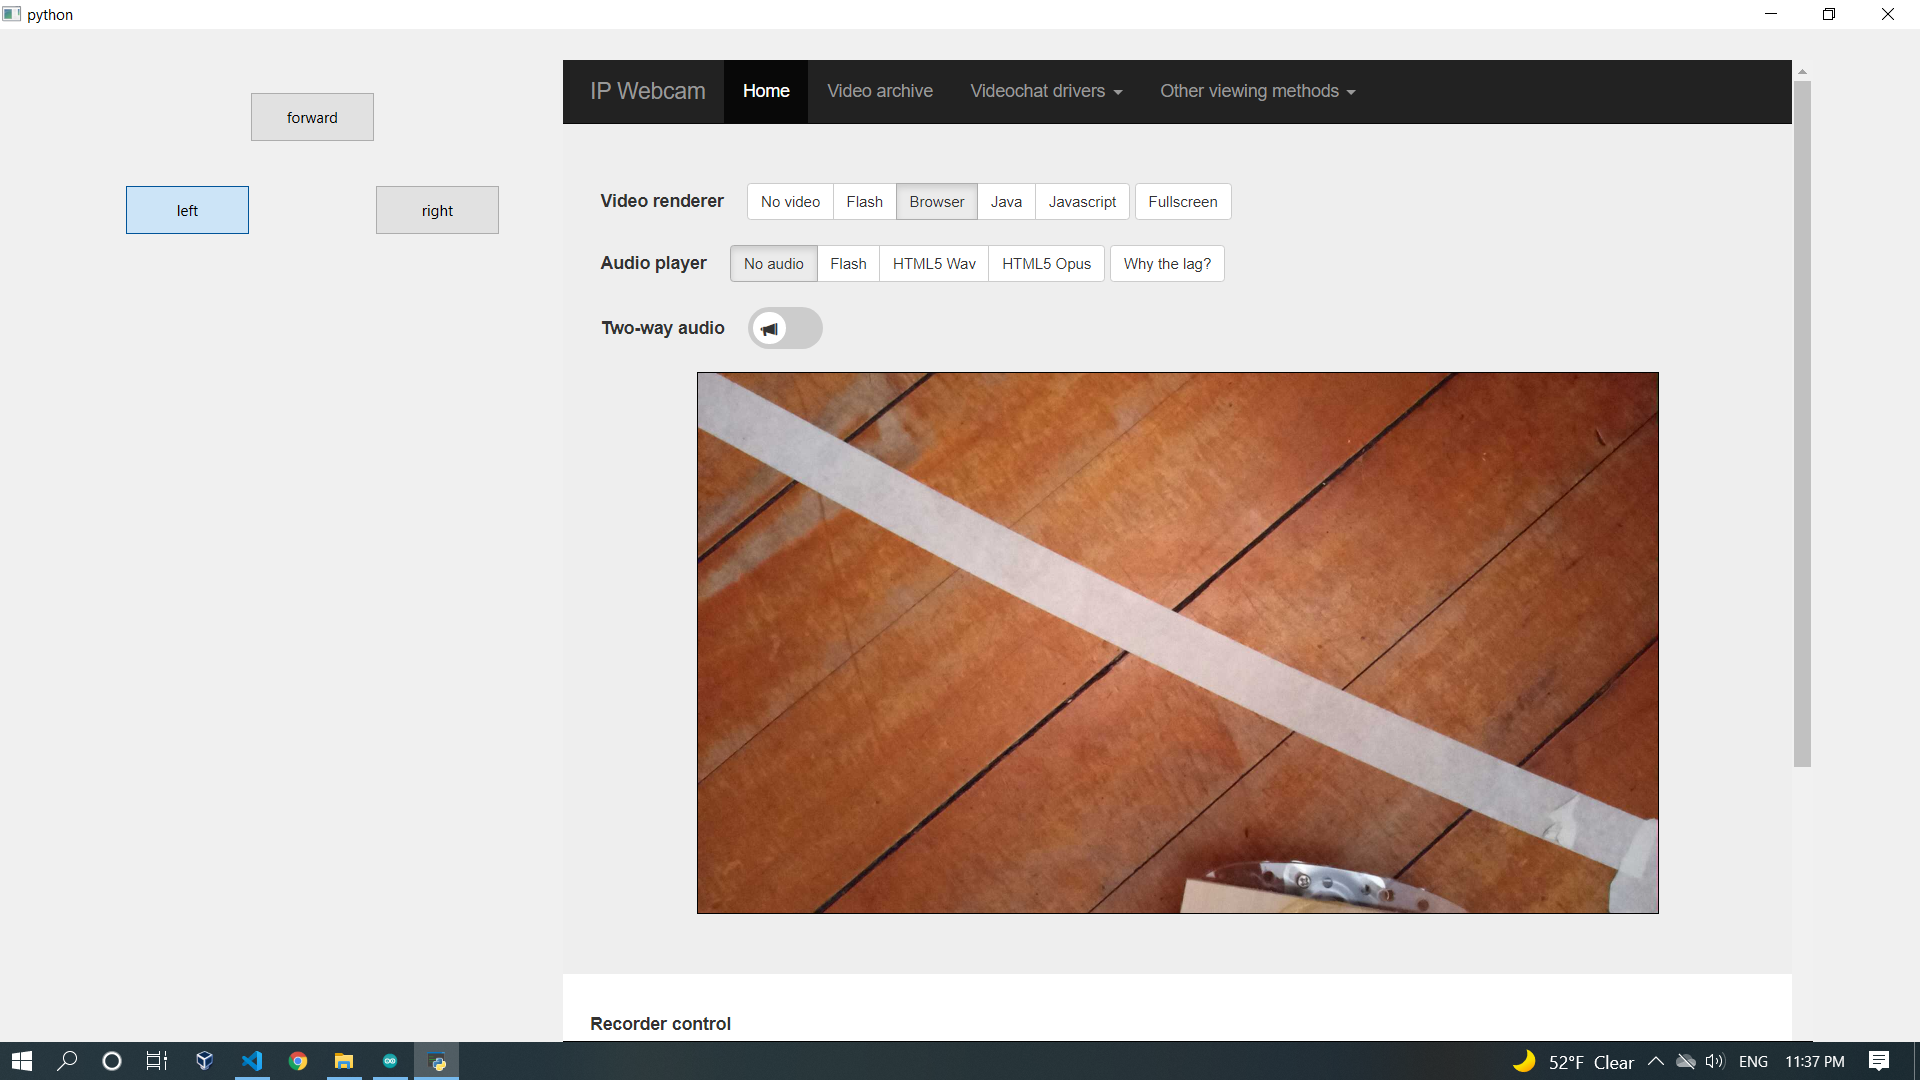 python
forward
left
right
IP Webcam Home Video archive Videochat drivers Other viewing methods
Video renderer No video Flash Browser Java Javascript Fullscreen
Audio player No audio Flash HTML5 Wav HTML5 Opus Why the lag?
Two-way audio
Recorder control
52°F Clear ENG 11:37 PM